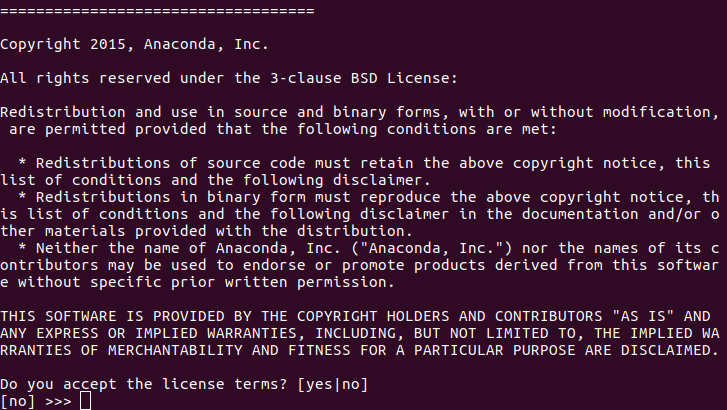 ===================================
Copyright 2015, Anaconda, Inc.
All rights reserved under the 3-clause BSD License:
Redistribution and use in source and binary forms, with or without modification,
 are permitted provided that the following conditions are met:
  * Redistributions of source code must retain the above copyright notice, this
list of conditions and the following disclaimer.
  * Redistributions in binary form must reproduce the above copyright notice, th
is list of conditions and the following disclaimer in the documentation and/or o
ther materials provided with the distribution.
  * Neither the name of Anaconda, Inc. ("Anaconda, Inc.") nor the names of its c
ontributors may be used to endorse or promote products derived from this softwar
e without specific prior written permission.
THIS SOFTWARE IS PROVIDED BY THE COPYRIGHT HOLDERS AND CONTRIBUTORS "AS IS" AND
ANY EXPRESS OR IMPLIED WARRANTIES, INCLUDING, BUT NOT LIMITED TO, THE IMPLIED WA
RRANTIES OF MERCHANTABILITY AND FITNESS FOR A PARTICULAR PURPOSE ARE DISCLAIMED.
Do you accept the license terms? [yes|no]
[no] >>>